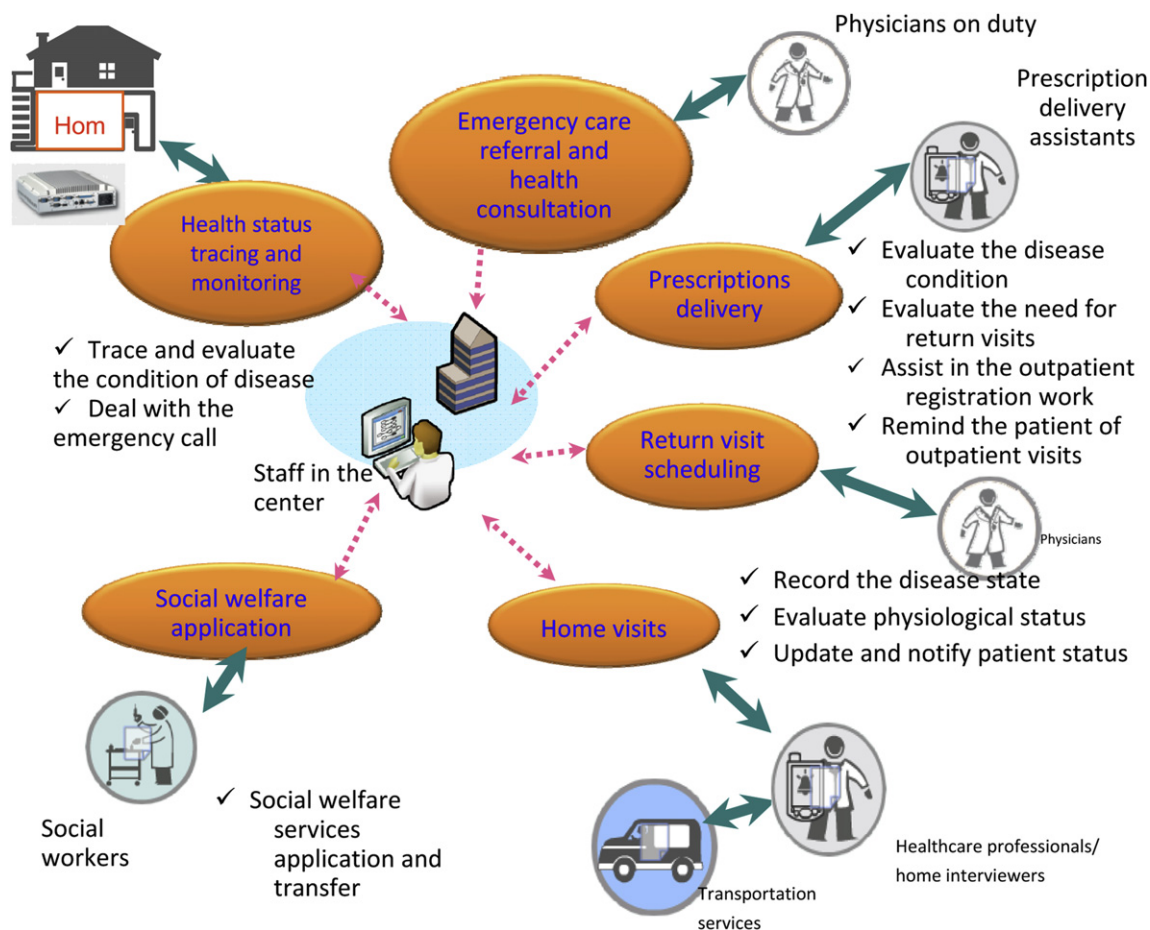 Physicians on duty
Prescription
delivery
assistants
Hom
Emergency care
referral and
health
consultation
Health status
tracing and
monitoring
Prescriptions
delivery
✓ Evaluate the disease
condition
✓ Evaluate the need for
return visits
✓ Assist in the outpatient
registration work
✓ Remind the patient of
outpatient visits
✓ Trace and evaluate
the condition of disease
✓ Deal with the
emergency call
Staff in the
center
Return visit
scheduling
Physicians
Social welfare
application
Home visits
✓ Record the disease state
✓ Evaluate physiological status
✓ Update and notify patient status
Social
workers
✓ Social welfare
services
application and
transfer
Transportation
services
Healthcare professionals/
home interviewers